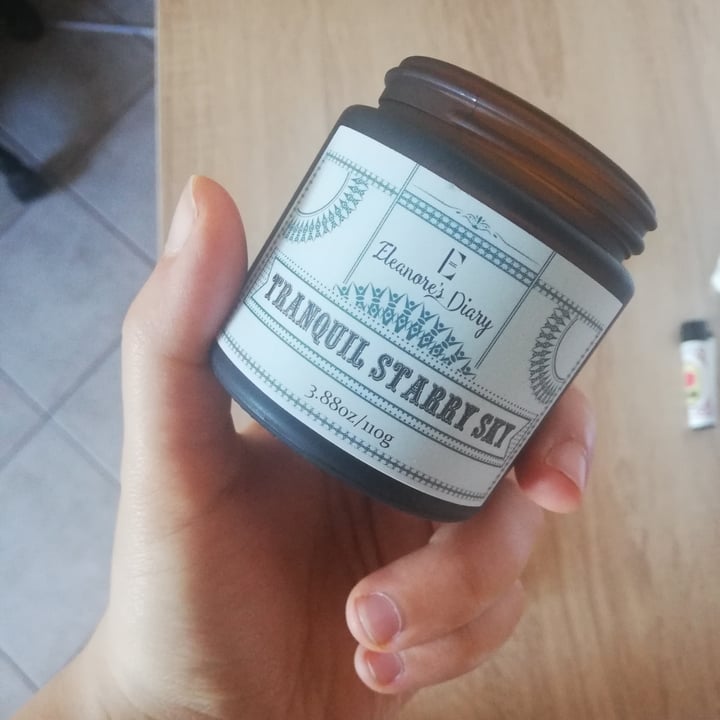 E
Eleanore's Diary
TRANQUIL STARRY SKY
3.88oz/110g